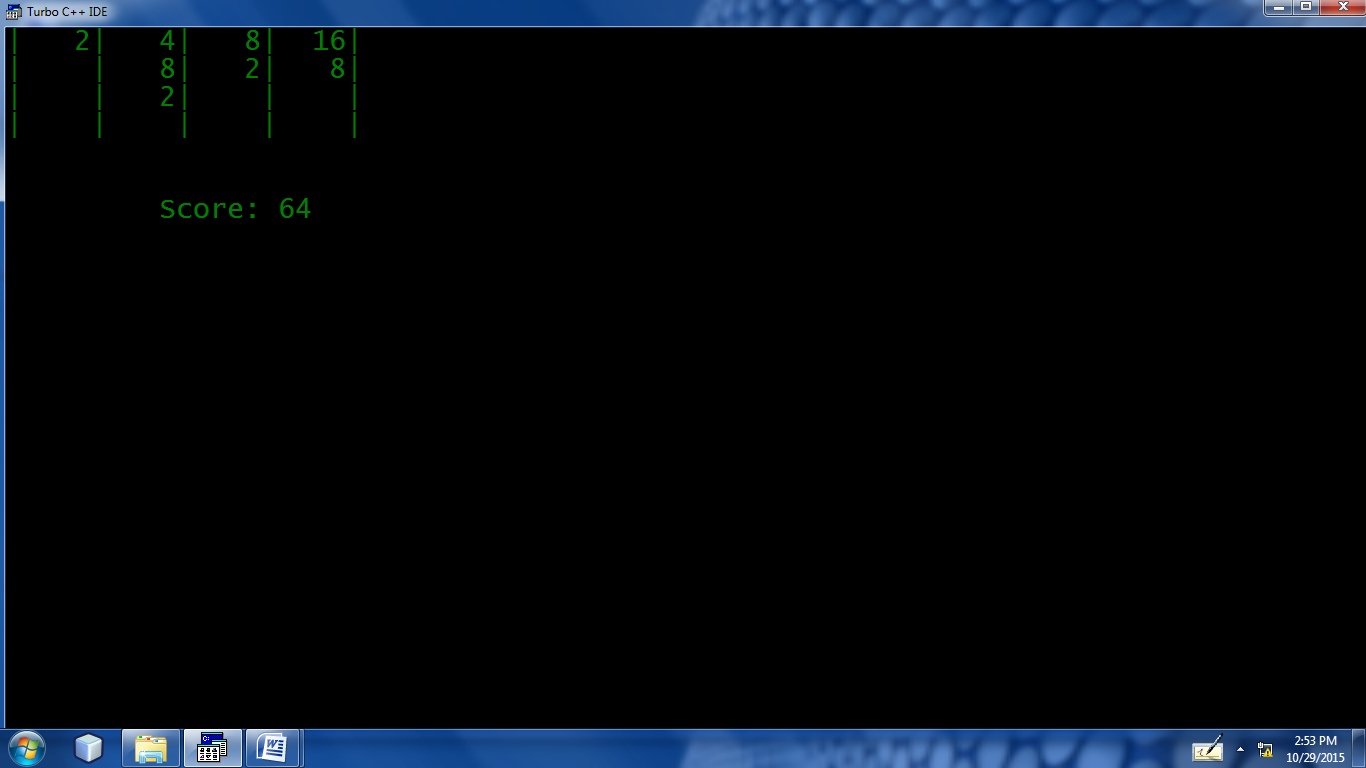 Turbo C++ IDE
|    2|    4|    8|   16|
|     |    8|    2|    8|
|     |    2|     |     |
|     |     |     |     |
Score: 64
2:53 PM
10/29/2015